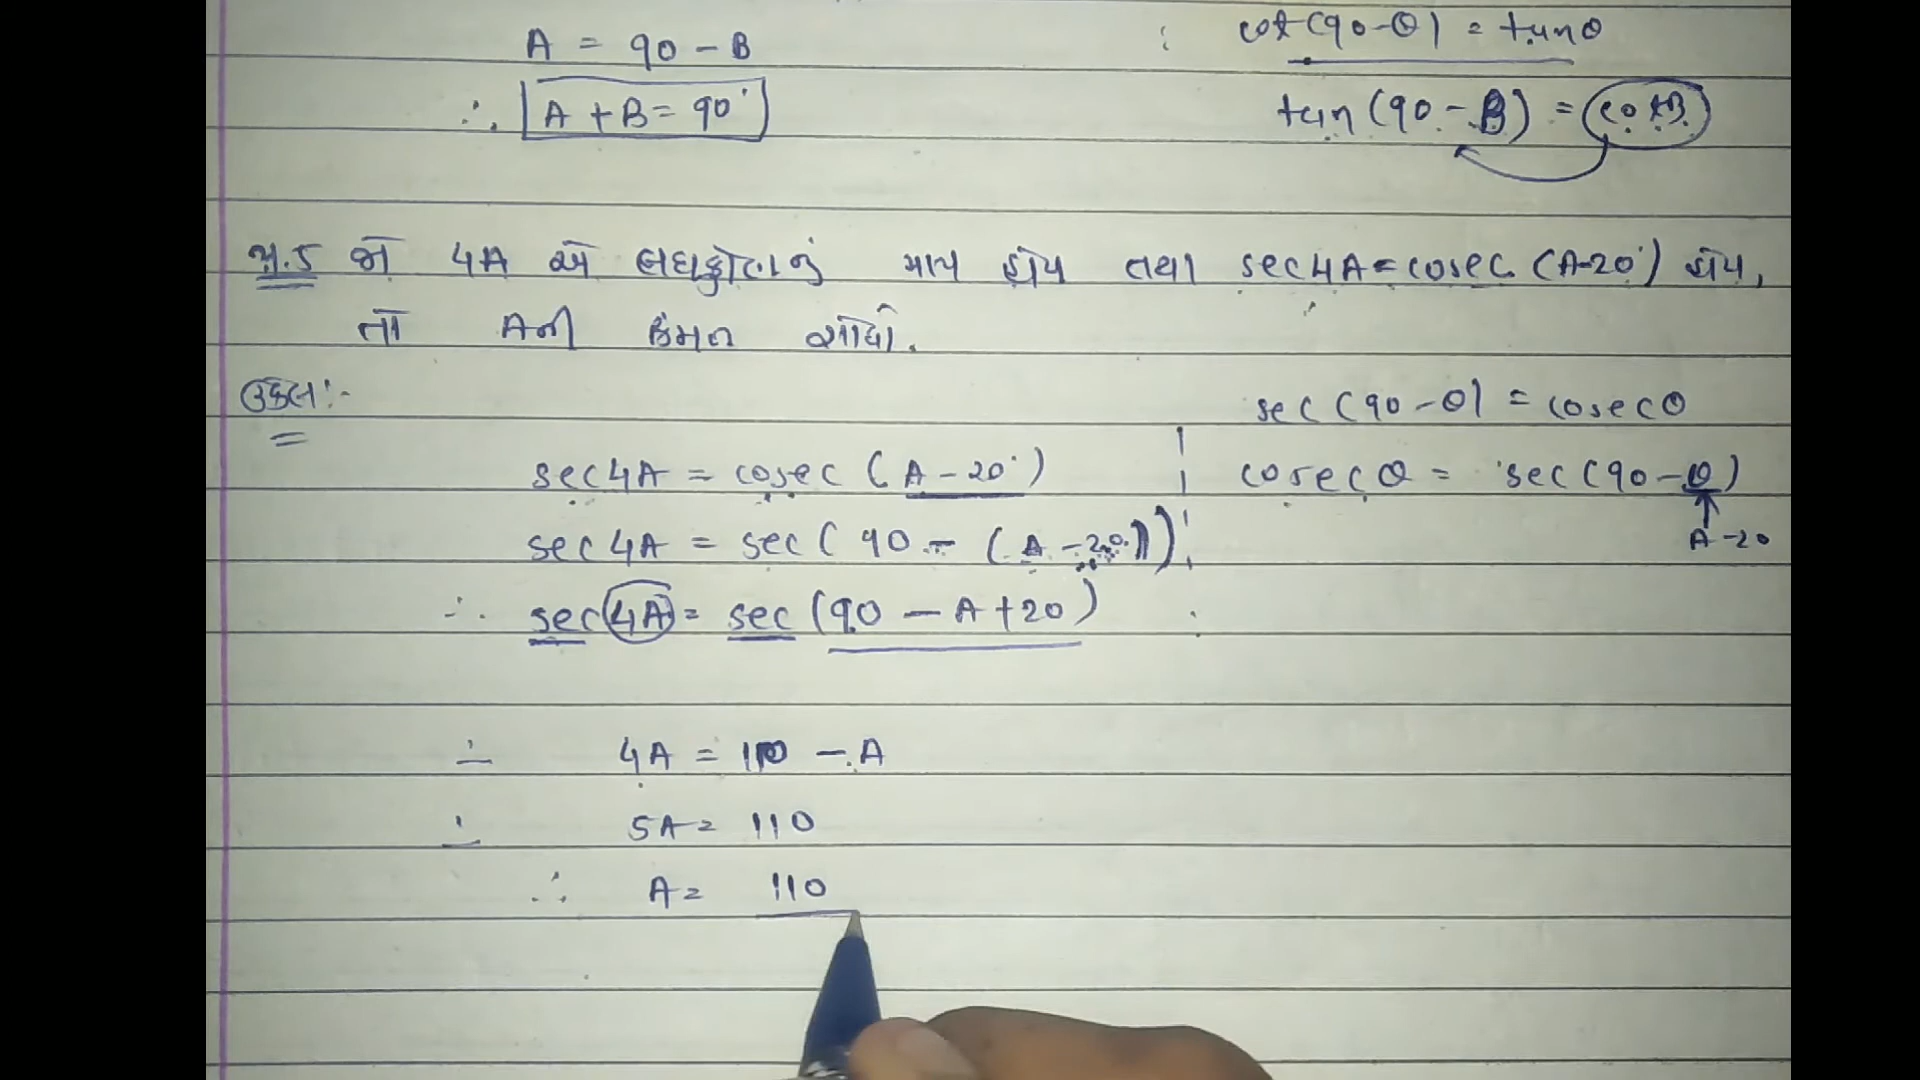 A = 90 - B
cot(90-θ) = tanθ
∴ A + B = 90°
tan(90 - B) = cotB
પ્ર.5 જો 4A એ લઘુકોણનું માપ હોય તથા sec4A = cosec (A-20°) હોય,
તો Aની કિંમત શોધો.
ઉકેલ:-
sec(90-θ) = cosecθ
sec4A = cosec (A-20°)
cosecθ = sec(90-θ)
sec4A = sec(90 - (A-20))
A-20
∴ sec4A = sec(90 - A + 20)
∴ 4A = 110 - A
∴ 5A = 110
∴ A = 110